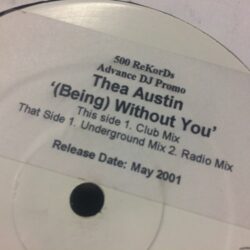 500 ReKorDs
Advance DJ Promo
Thea Austin
'(Being) Without You'
This side 1. Club Mix
That Side 1. Underground Mix 2. Radio Mix
Release Date: May 2001